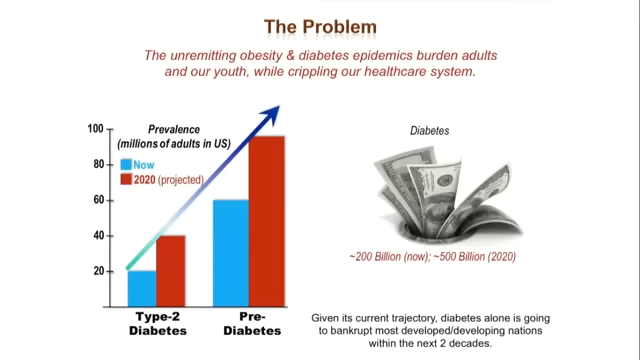 The Problem
The unremitting obesity & diabetes epidemics burden adults
and our youth, while crippling our healthcare system.
Prevalence
(millions of adults in US)
Now
2020 (projected)
100
80
60
40
20
Type-2
Diabetes
Pre-
Diabetes
Diabetes
~200 Billion (now); ~500 Billion (2020)
Given its current trajectory, diabetes alone is going
to bankrupt most developed/developing nations
within the next 2 decades.